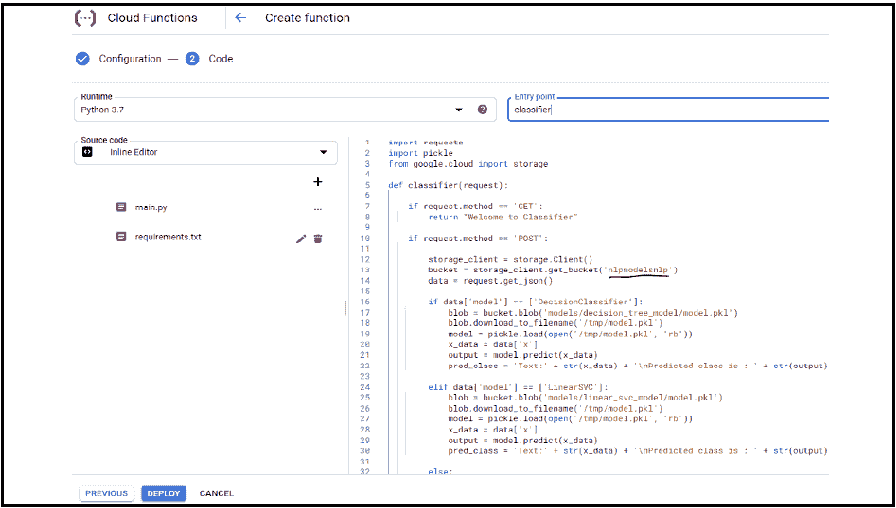 Cloud Functions
Create function
Configuration
2 Code
Runtime
Python 3.7
Entry point
classifier
Source code
Inline Editor
main.py
...
requirements.txt
1 import requests
2 import pickle
3 from google.cloud import storage
4
5 def classifier(request):
6
7 if request.method == 'GET':
8 return "Welcome to Classifier"
9
10 if request.method == 'POST':
11
12 storage_client = storage.Client()
13 bucket = storage_client.get_bucket('nlpmodelsnlp')
14 data = request.get_json()
15
16 if data['model'] == ['DecisionClassifier']:
17 blob = bucket.blob('models/decision_tree_model/model.pkl')
18 blob.download_to_filename('/tmp/model.pkl')
19 model = pickle.load(open('/tmp/model.pkl', 'rb'))
20 x_data = data['x']
21 output = model.predict(x_data)
22 pred_class = 'Text:' + str(x_data) + '\nPredicted class is : ' + str(output)
23
24 elif data['model'] == ['LinearSVC']:
25 blob = bucket.blob('models/linear_svc_model/model.pkl')
26 blob.download_to_filename('/tmp/model.pkl')
27 model = pickle.load(open('/tmp/model.pkl', 'rb'))
28 x_data = data['x']
29 output = model.predict(x_data)
30 pred_class = 'Text:' + str(x_data) + '\nPredicted class is : ' + str(output)
31
32 else:
PREVIOUS
DEPLOY
CANCEL